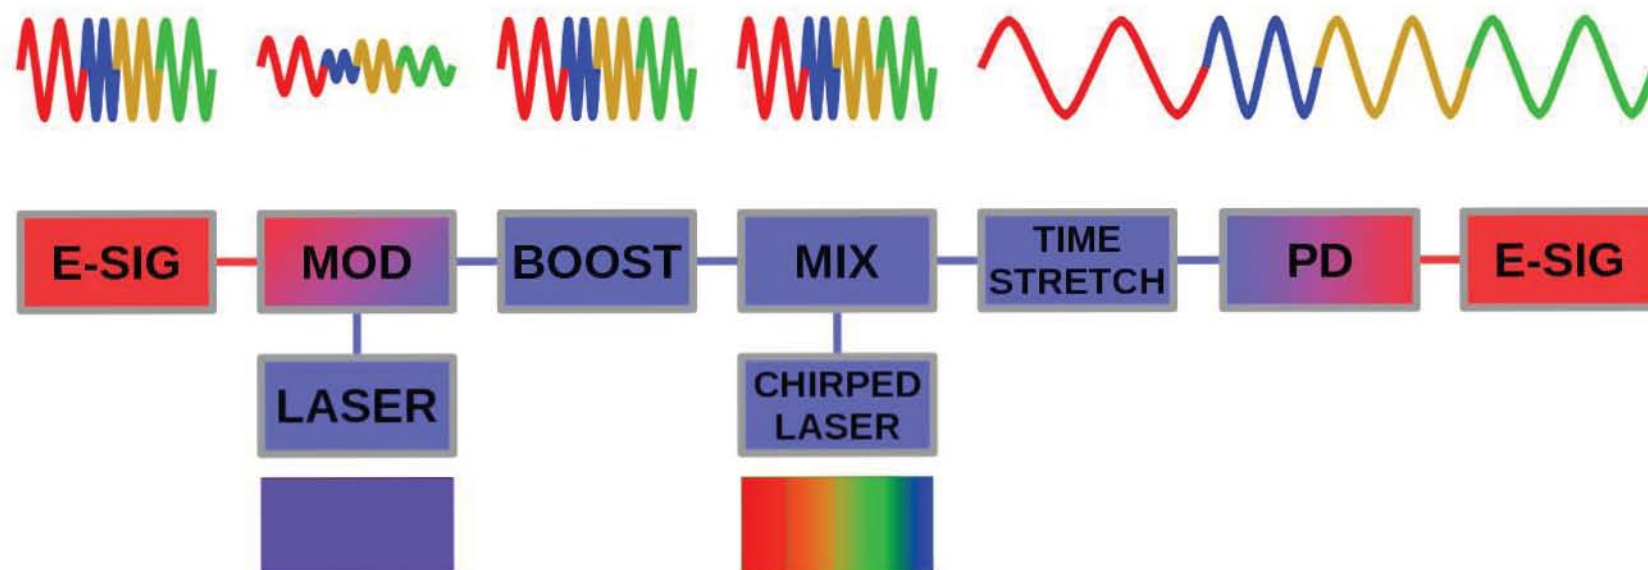 E-SIG
MOD
BOOST
MIX
TIME
STRETCH
PD
E-SIG
LASER
CHIRPED
LASER